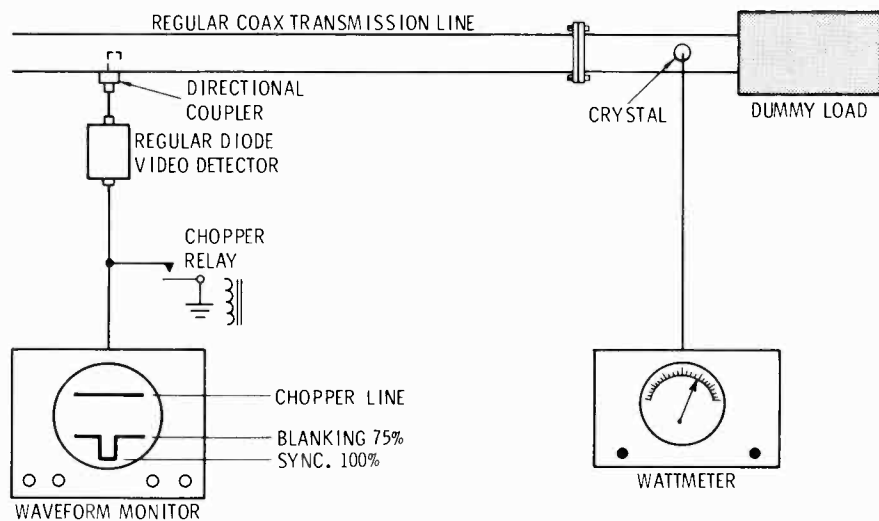 REGULAR COAX TRANSMISSION LINE
DIRECTIONAL
COUPLER
CRYSTAL
DUMMY LOAD
REGULAR DIODE
VIDEO DETECTOR
CHOPPER
RELAY
CHOPPER LINE
BLANKING 75%
SYNC. 100%
WATTMETER
WAVEFORM MONITOR